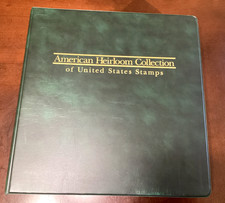 American Heirloom Collection
of United States Stamps